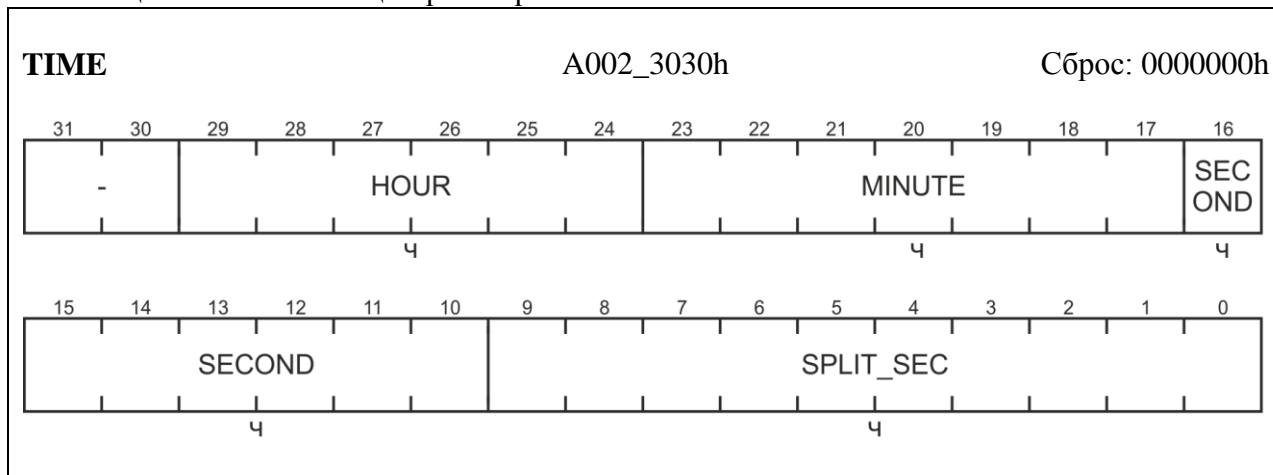 TIME A002_3030h Сброс: 0000000h
31 30 29 28 27 26 25 24 23 22 21 20 19 18 17 16
- HOUR MINUTE SEC
OND
ч ч ч
15 14 13 12 11 10 9 8 7 6 5 4 3 2 1 0
SECOND SPLIT_SEC
ч ч